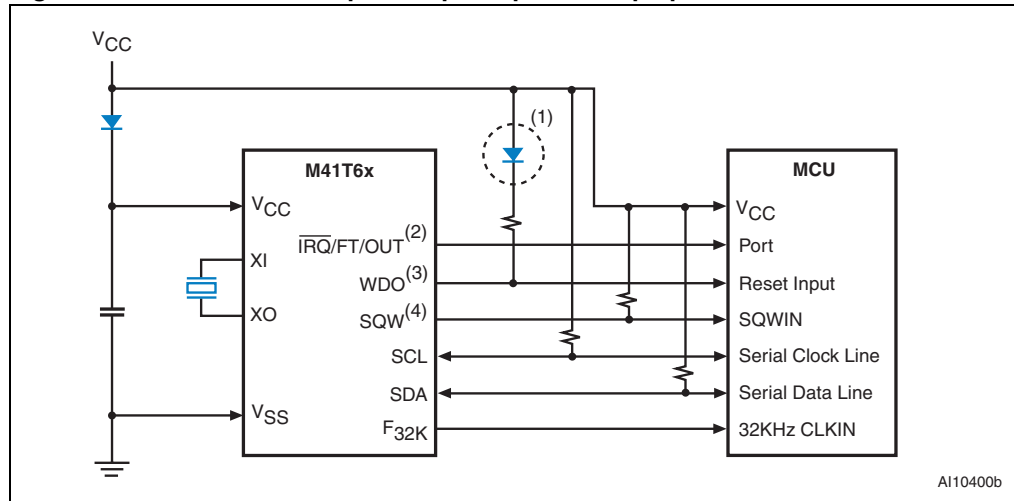 VCC
(1)
M41T6x
VCC
XI
XO
VSS
IRQ/FT/OUT(2)
WDO(3)
SQW(4)
SCL
SDA
F32K
MCU
VCC
Port
Reset Input
SQWIN
Serial Clock Line
Serial Data Line
32KHz CLKIN
AI10400b